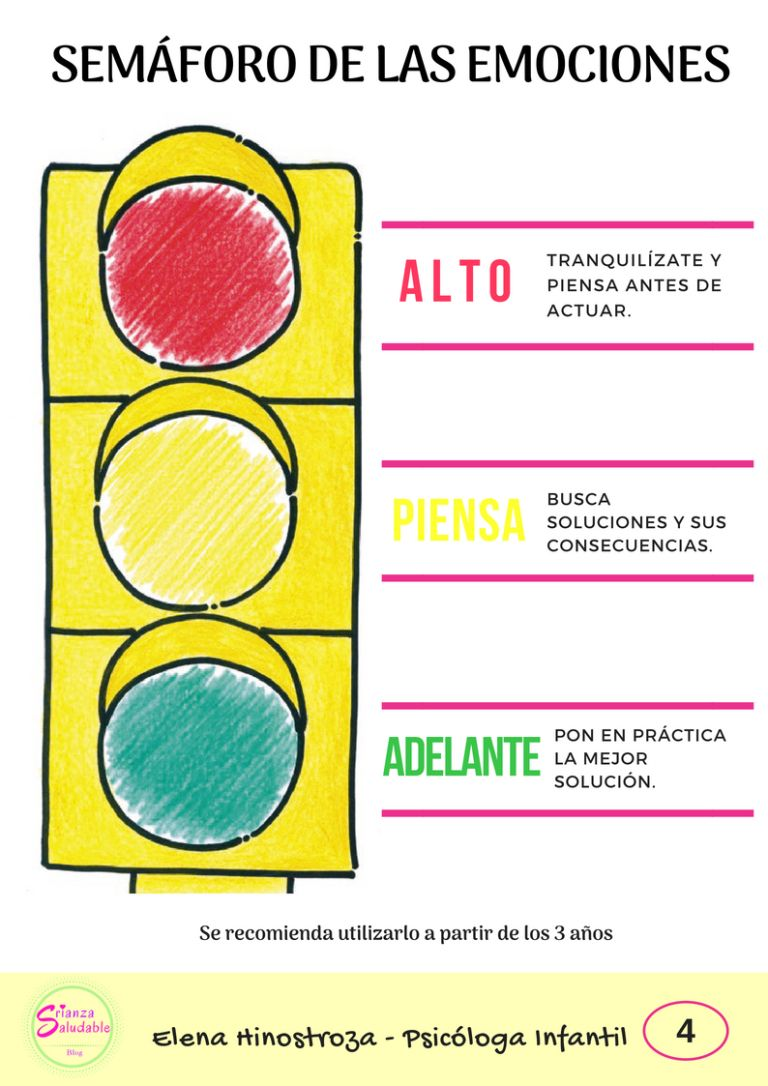 SEMÁFORO DE LAS EMOCIONES
ALTO
TRANQUILÍZATE Y
PIENSA ANTES DE
ACTUAR.
PIENSA
BUSCA
SOLUCIONES Y SUS
CONSECUENCIAS.
ADELANTE
PON EN PRÁCTICA
LA MEJOR
SOLUCIÓN.
Se recomienda utilizarlo a partir de los 3 años
Srianza
Saludable
Blog
Elena Hinostroza - Psicóloga Infantil
4